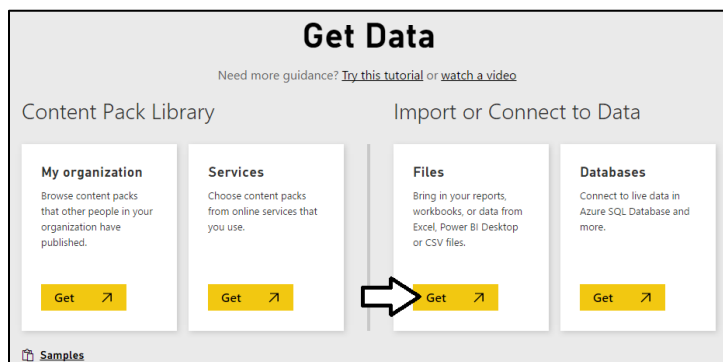 Get Data
Need more guidance? Try this tutorial or watch a video
Content Pack Library
Import or Connect to Data
My organization
Browse content packs
that other people in your
organization have
published.
Get
Services
Choose content packs
from online services that
you use.
Get
Files
Bring in your reports,
workbooks, or data from
Excel, Power BI Desktop
or CSV files.
Get
Databases
Connect to live data in
Azure SQL Database and
more.
Get
Samples